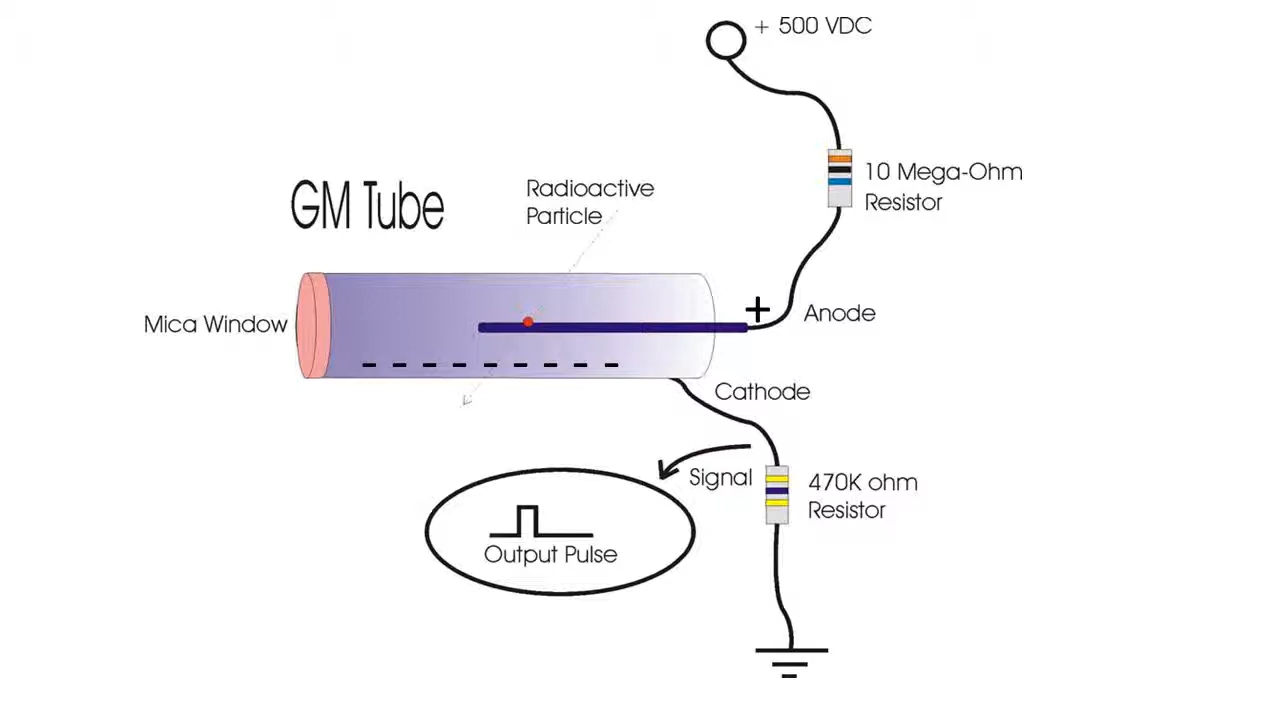 + 500 VDC
10 Mega-Ohm
Resistor
Radioactive
Particle
GM Tube
Mica Window
+
Anode
Cathode
Signal
470K ohm
Resistor
Output Pulse